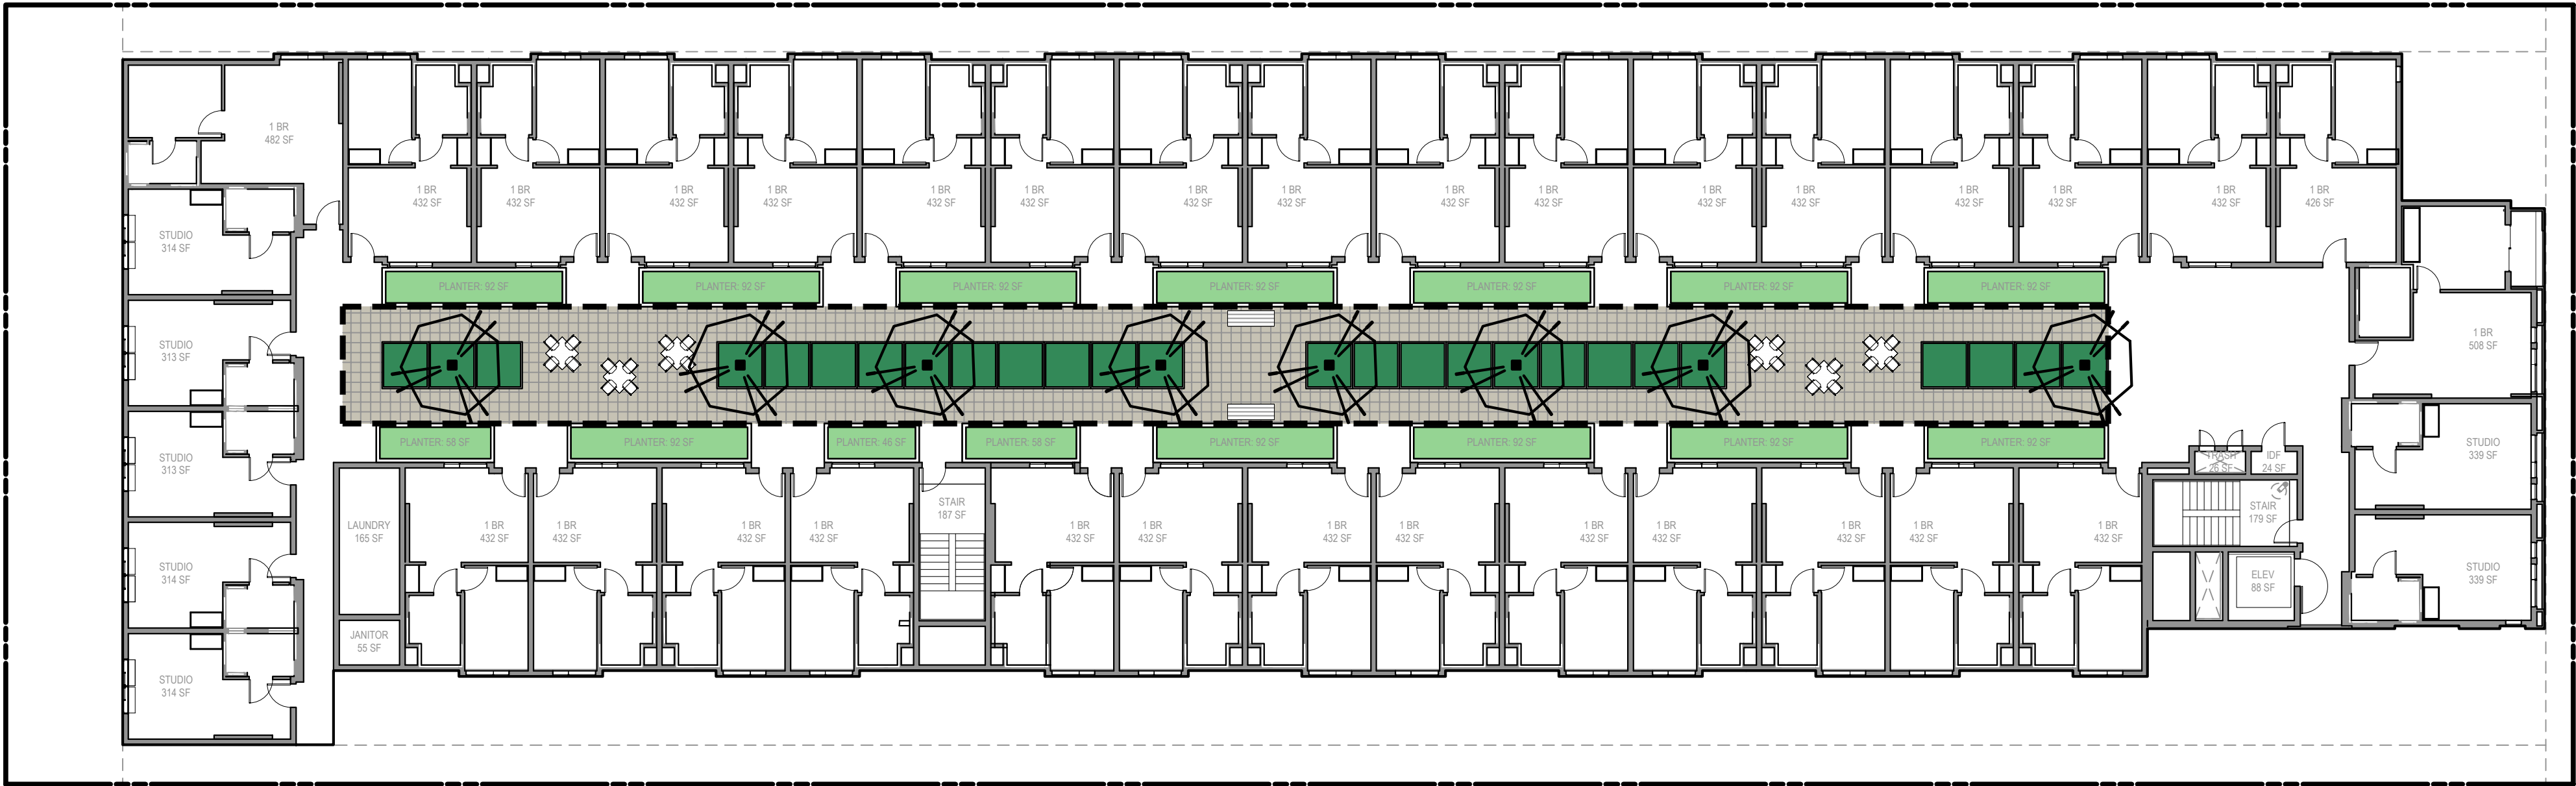 1 BR
482 SF
1 BR
432 SF
1 BR
432 SF
1 BR
432 SF
1 BR
432 SF
1 BR
432 SF
1 BR
432 SF
1 BR
432 SF
1 BR
432 SF
1 BR
432 SF
1 BR
432 SF
1 BR
432 SF
1 BR
432 SF
1 BR
432 SF
1 BR
432 SF
1 BR
432 SF
1 BR
426 SF
STUDIO
314 SF
PLANTER: 92 SF
PLANTER: 92 SF
PLANTER: 92 SF
PLANTER: 92 SF
PLANTER: 92 SF
PLANTER: 92 SF
PLANTER: 92 SF
STUDIO
313 SF
1 BR
508 SF
PLANTER: 58 SF
PLANTER: 92 SF
PLANTER: 46 SF
PLANTER: 58 SF
PLANTER: 92 SF
PLANTER: 92 SF
PLANTER: 92 SF
PLANTER: 92 SF
STUDIO
313 SF
TRASH
26 SF
IDF
24 SF
STUDIO
339 SF
LAUNDRY
165 SF
1 BR
432 SF
1 BR
432 SF
1 BR
432 SF
1 BR
432 SF
STAIR
187 SF
1 BR
432 SF
1 BR
432 SF
1 BR
432 SF
1 BR
432 SF
1 BR
432 SF
1 BR
432 SF
1 BR
432 SF
1 BR
432 SF
1 BR
432 SF
STAIR
179 SF
STUDIO
314 SF
ELEV
88 SF
STUDIO
339 SF
JANITOR
55 SF
STUDIO
314 SF